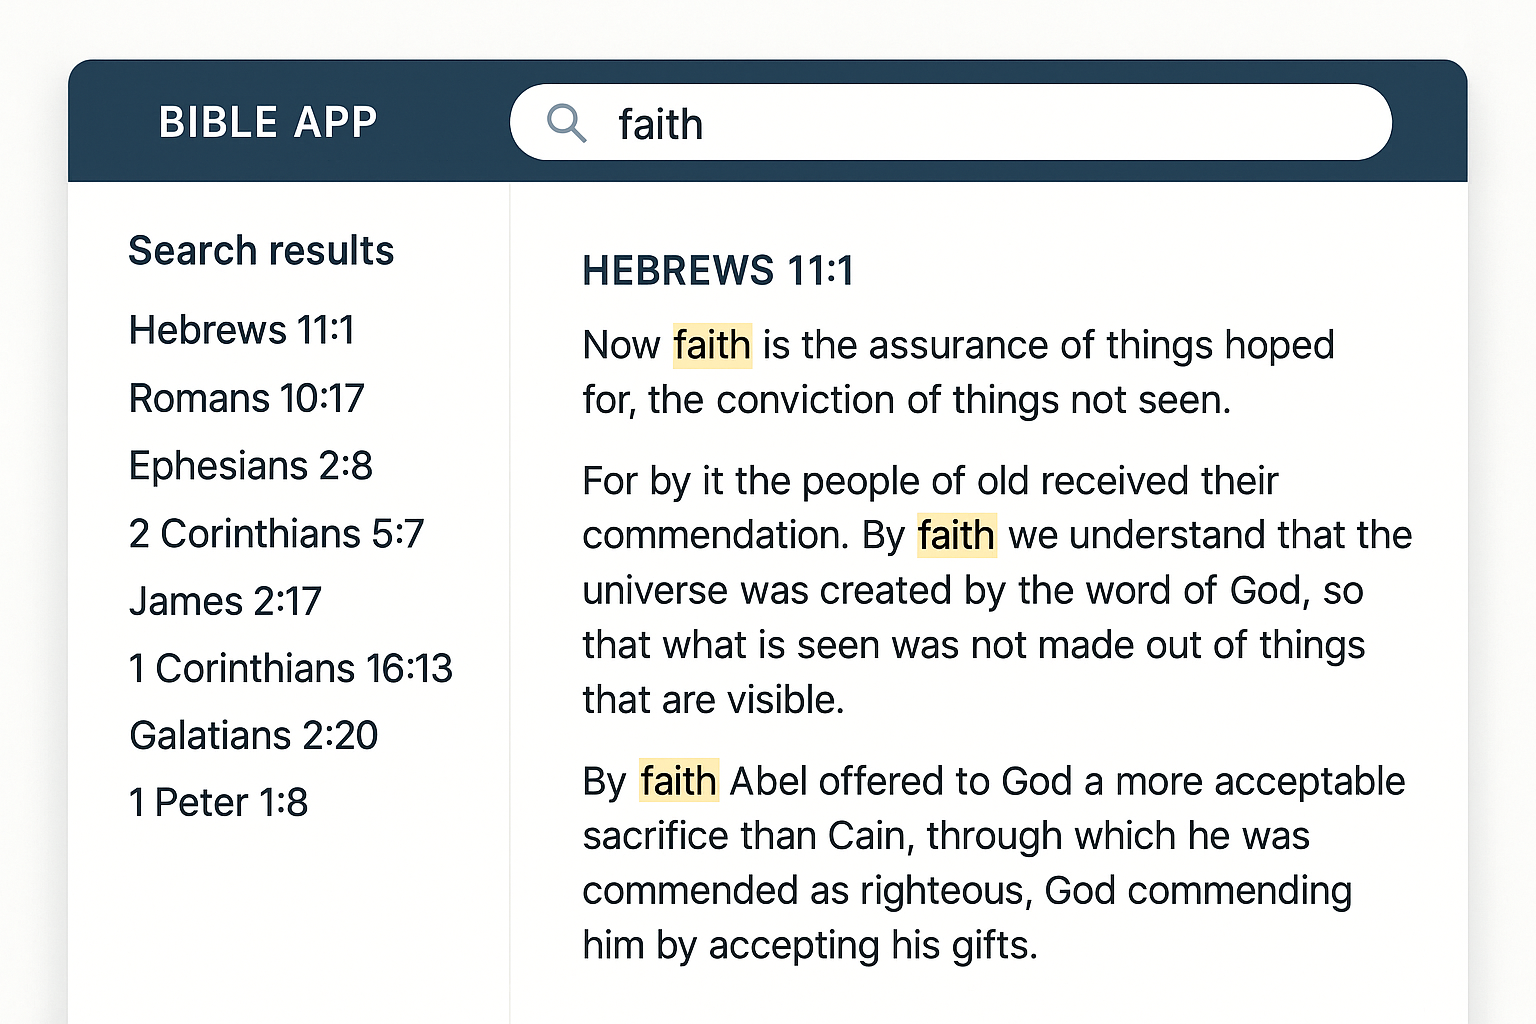 BIBLE APP
faith
Search results
Hebrews 11:1
Romans 10:17
Ephesians 2:8
2 Corinthians 5:7
James 2:17
1 Corinthians 16:13
Galatians 2:20
1 Peter 1:8
HEBREWS 11:1
Now faith is the assurance of things hoped
for, the conviction of things not seen.
For by it the people of old received their
commendation. By faith we understand that the
universe was created by the word of God, so
that what is seen was not made out of things
that are visible.
By faith Abel offered to God a more acceptable
sacrifice than Cain, through which he was
commended as righteous, God commending
him by accepting his gifts.